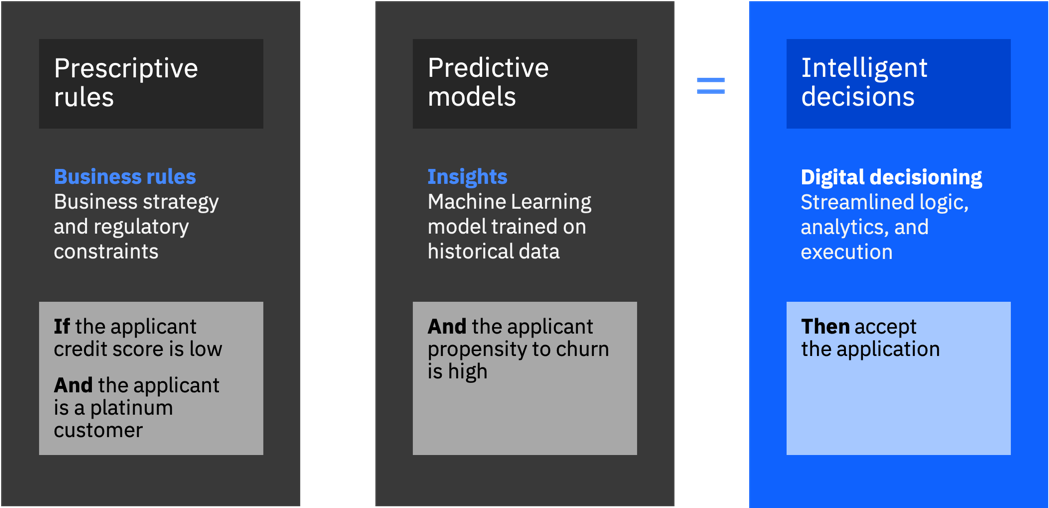 Prescriptive
rules
Business rules
Business strategy
and regulatory
constraints
If the applicant
credit score is low
And the applicant
is a platinum
customer
Predictive
models
Insights
Machine Learning
model trained on
historical data
And the applicant
propensity to churn
is high
=
Intelligent
decisions
Digital decisioning
Streamlined logic,
analytics, and
execution
Then accept
the application